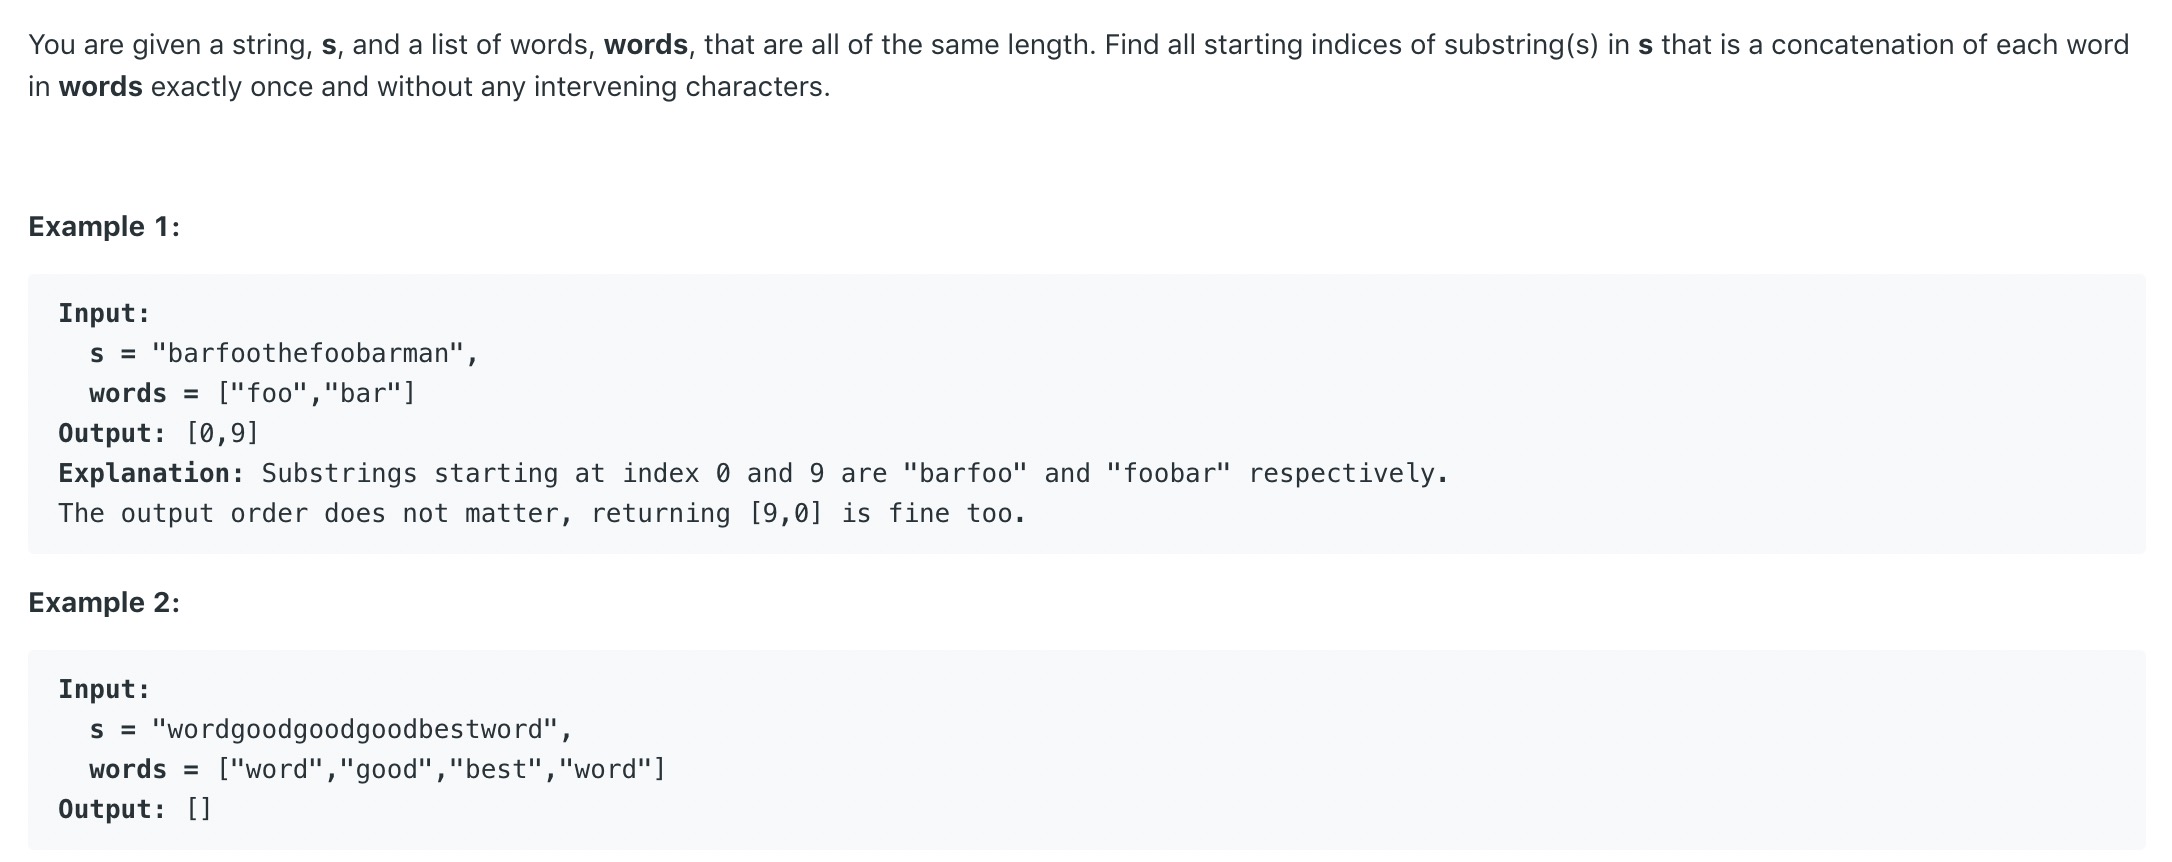 You are given a string, s, and a list of words, words, that are all of the same length. Find all starting indices of substring(s) in s that is a concatenation of each word
in words exactly once and without any intervening characters.
Example 1:
Input:
s = "barfoothefoobarman",
words = ["foo","bar"]
Output: [0,9]
Explanation: Substrings starting at index 0 and 9 are "barfoo" and "foobar" respectively.
The output order does not matter, returning [9,0] is fine too.
Example 2:
Input:
s = "wordgoodgoodgoodbestword",
words = ["word","good","best","word"]
Output: []